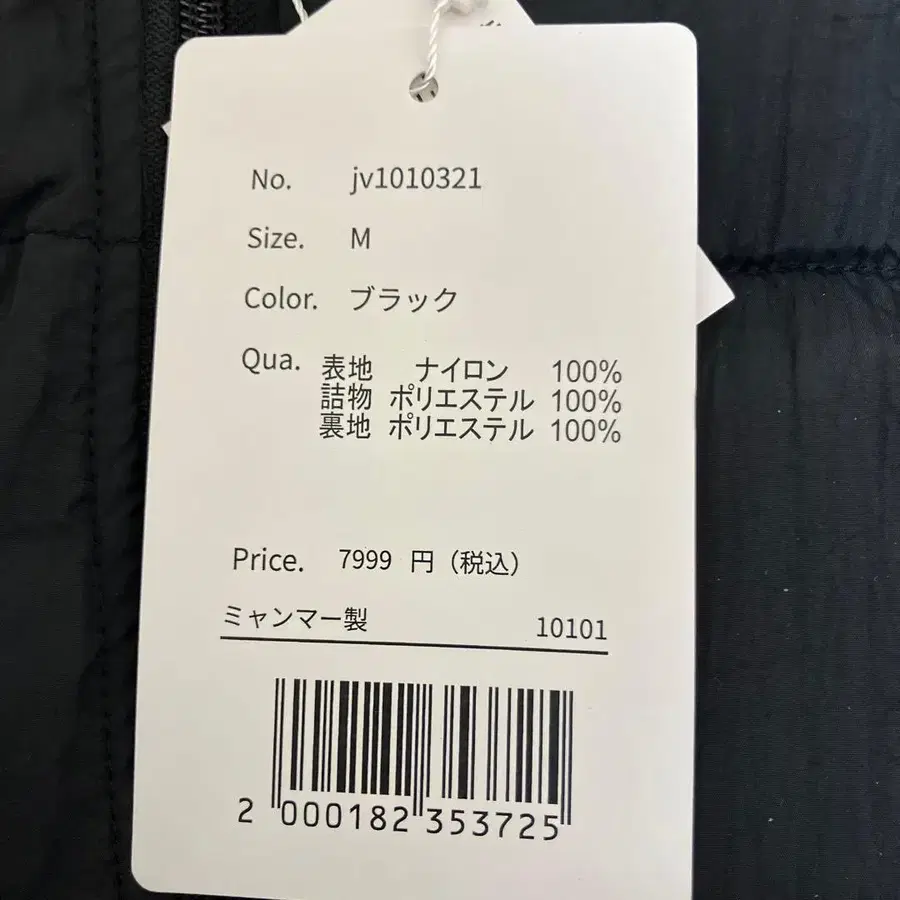 No. jv1010321
Size. M
Color. ブラック
Qua. 表地 ナイロン 100%
詰物 ポリエステル 100%
裏地 ポリエステル 100%
Price. 7999 円（税込）
ミャンマー製 10101
2 000182 353725